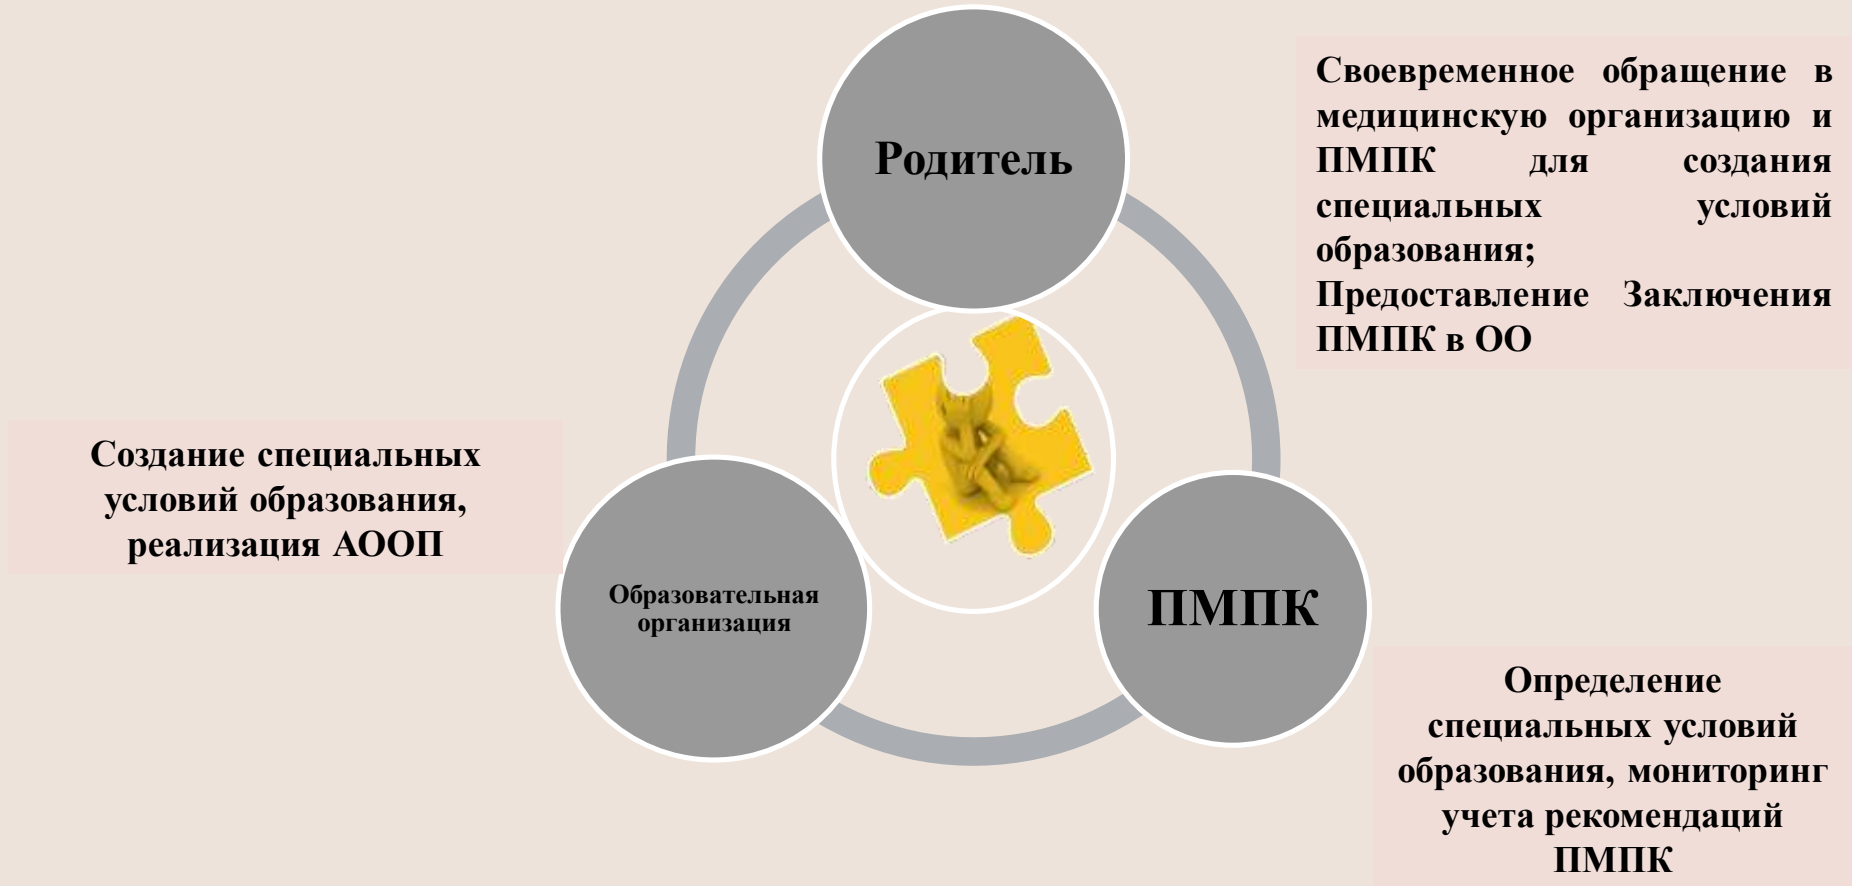 Родитель
Своевременное обращение в
медицинскую организацию и
ПМПК для создания
специальных условий
образования;
Предоставление Заключения
ПМПК в ОО
Создание специальных
условий образования,
реализация АООП
Образовательная
организация
ПМПК
Определение
специальных условий
образования, мониторинг
учета рекомендаций
ПМПК